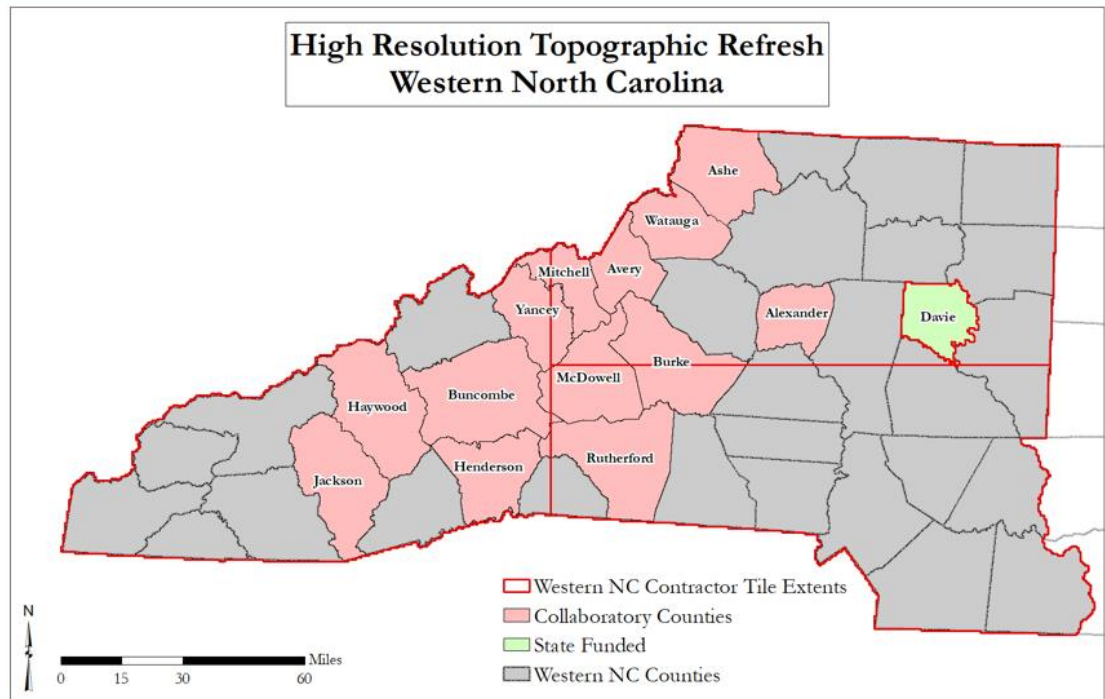 High Resolution Topographic Refresh
Western North Carolina
Ashe
Watauga
Mitchell
Avery
Yancey
Alexander
Davie
Burke
McDowell
Buncombe
Haywood
Rutherford
Henderson
Jackson
Western NC Contractor Tile Extents
Collaboratory Counties
State Funded
Western NC Counties
N
Miles
0 15 30 60